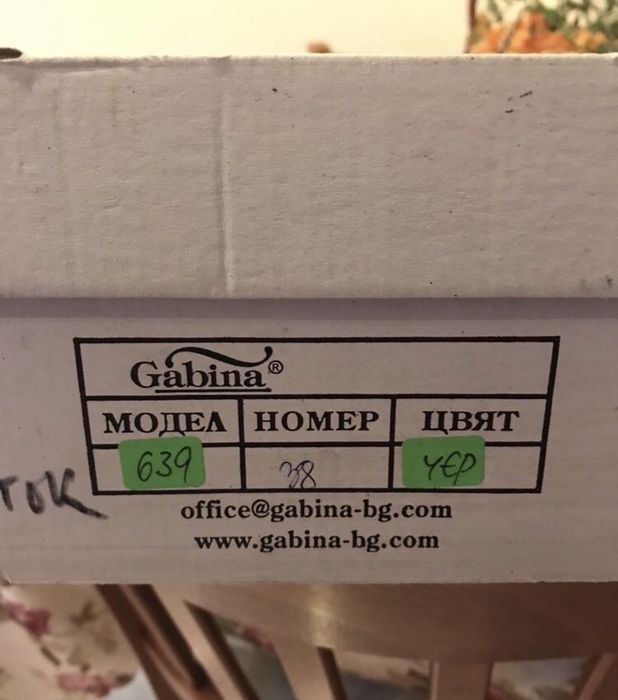 Gabina®
МОДЕЛ НОМЕР ЦВЯТ
639 38 ЧЕР
ток
office@gabina-bg.com
www.gabina-bg.com